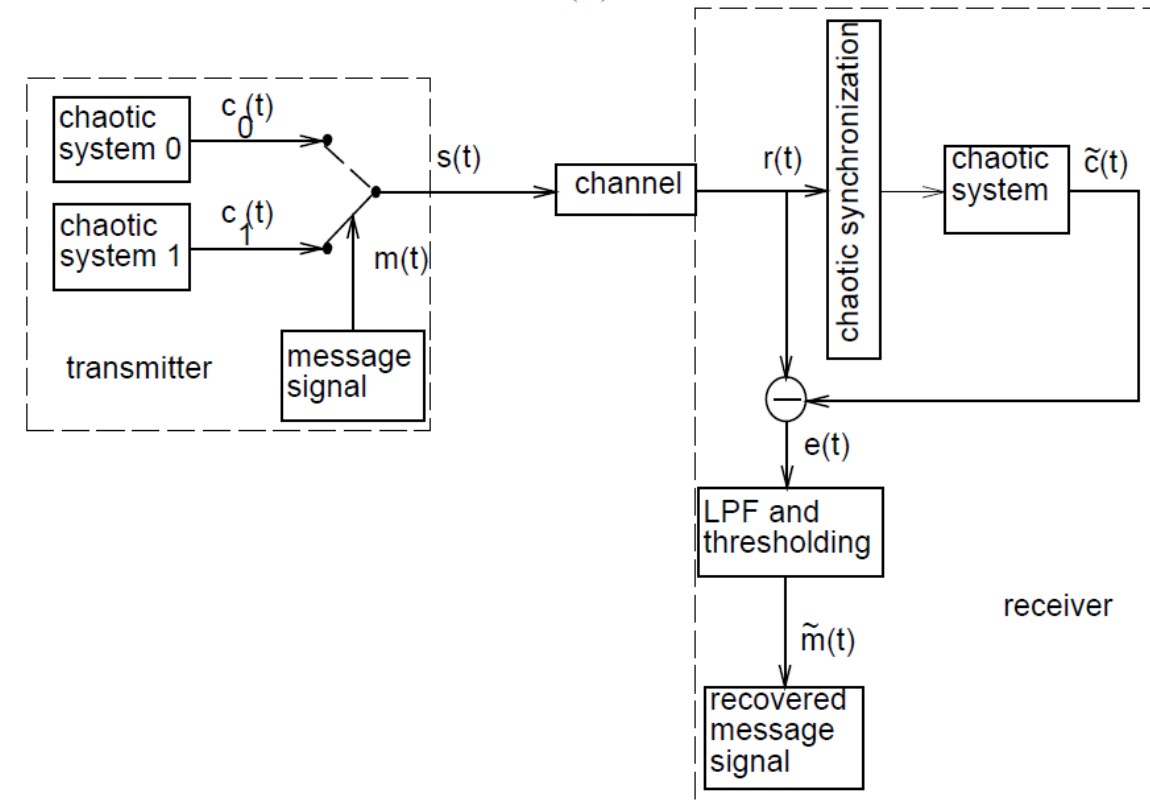 chaotic
system 0
c0(t)
chaotic
system 1
c1(t)
s(t)
m(t)
message
signal
transmitter
channel
r(t)
chaotic synchronization
chaotic
system
c̃(t)
e(t)
LPF and
thresholding
m̃(t)
recovered
message
signal
receiver